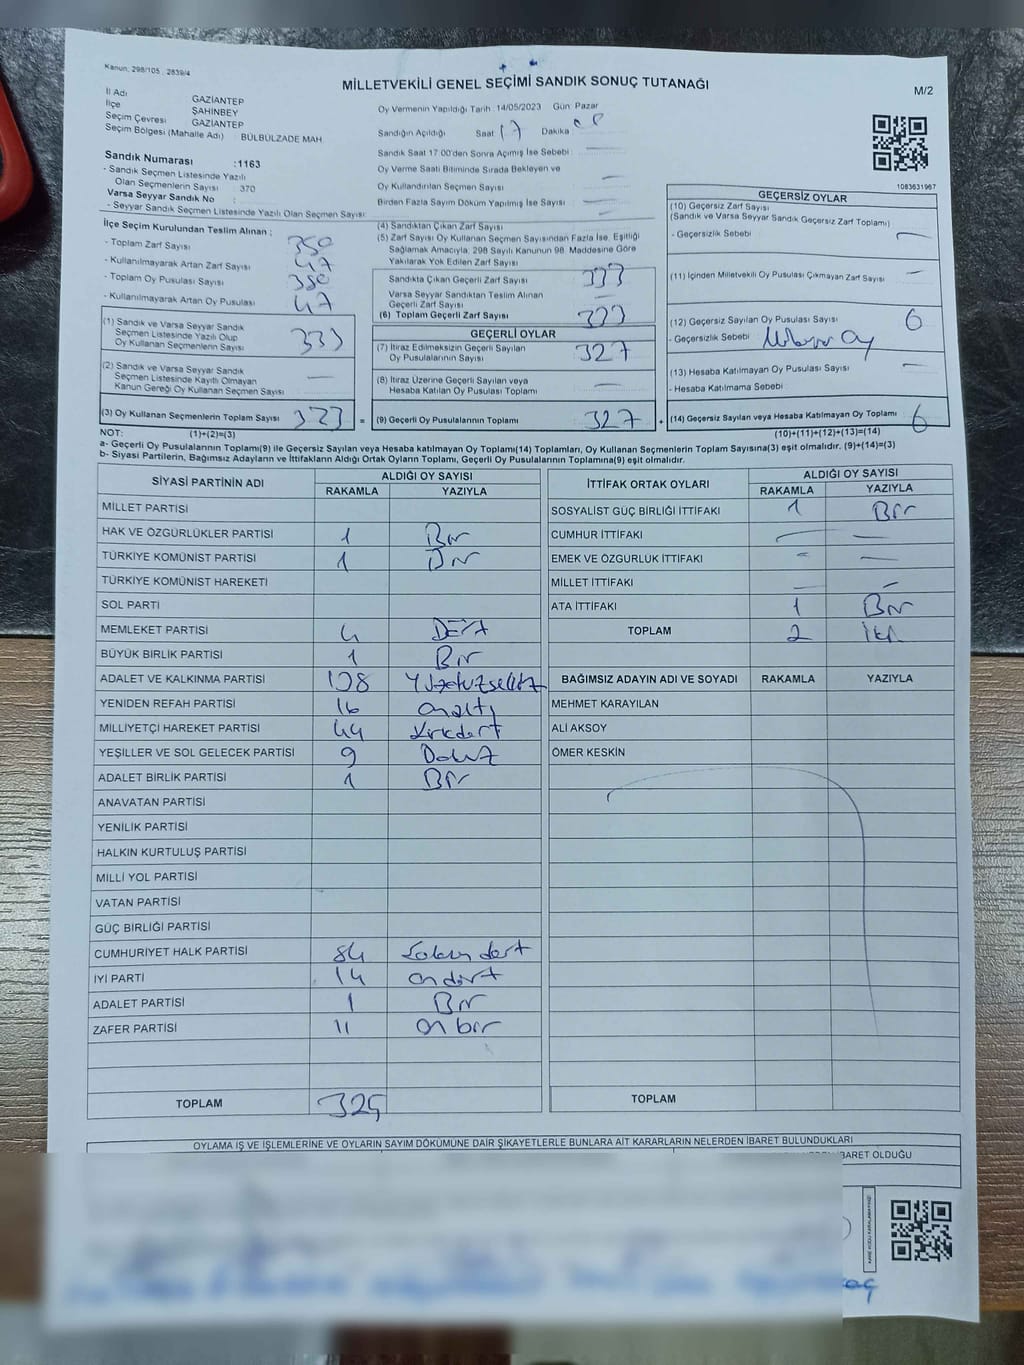 Kanun: 298/105 , 2839/4
MİLLETVEKİLİ GENEL SEÇİMİ SANDIK SONUÇ TUTANAĞI
M/2
İl Adı GAZİANTEP
İlçe ŞAHİNBEY
Seçim Çevresi GAZİANTEP
Seçim Bölgesi (Mahalle Adı) : BÜLBÜLZADE MAH.
Oy Vermenin Yapıldığı Tarih :14/05/2023 Gün: Pazar
Sandığın Açıldığı Saat 17 Dakika
Sandık Saat 17:00'den Sonra Açılmış İse Sebebi :
Oy Verme Saati Bitiminde Sırada Bekleyen ve
Oy Kullandırılan Seçmen Sayısı
Birden Fazla Sayım Döküm Yapılmış İse Sayısı
Sandık Numarası :1163
- Sandık Seçmen Listesinde Yazılı
Olan Seçmenlerin Sayısı : 370
Varsa Seyyar Sandık No :
- Seyyar Sandık Seçmen Listesinde Yazılı Olan Seçmen Sayısı:
1083631967
İlçe Seçim Kurulundan Teslim Alınan :
- Toplam Zarf Sayısı 380
- Kullanılmayarak Artan Zarf Sayısı 47
- Toplam Oy Pusulası Sayısı 380
- Kullanılmayarak Artan Oy Pusulası 47
(1) Sandık ve Varsa Seyyar Sandık
Seçmen Listesinde Yazılı Olup
Oy Kullanan Seçmenlerin Sayısı 333
(2) Sandık ve Varsa Seyyar Sandık
Seçmen Listesinde Kayıtlı Olmayan
Kanun Gereği Oy Kullanan Seçmen Sayısı
(3) Oy Kullanan Seçmenlerin Toplam Sayısı 333
(4) Sandıktan Çıkan Zarf Sayısı
(5) Zarf Sayısı Oy Kullanan Seçmen Sayısından Fazla İse, Eşitliği
Sağlamak Amacıyla, 298 Sayılı Kanunun 98. Maddesine Göre
Yakılarak Yok Edilen Zarf Sayısı
Sandıkta Çıkan Geçerli Zarf Sayısı 333
Varsa Seyyar Sandıktan Teslim Alınan
Geçerli Zarf Sayısı
(6) Toplam Geçerli Zarf Sayısı 333
GEÇERLİ OYLAR
(7) İtiraz Edilmeksizin Geçerli Sayılan
Oy Pusulalarının Sayısı 327
(8) İtiraz Üzerine Geçerli Sayılan veya
Hesaba Katılan Oy Pusulası Toplamı
= (9) Geçerli Oy Pusulalarının Toplamı 327 +
GEÇERSİZ OYLAR
(10) Geçersiz Zarf Sayısı
(Sandık ve Varsa Seyyar Sandık Geçersiz Zarf Toplamı)
- Geçersizlik Sebebi
(11) İçinden Milletvekili Oy Pusulası Çıkmayan Zarf Sayısı
(12) Geçersiz Sayılan Oy Pusulası Sayısı 6
- Geçersizlik Sebebi
(13) Hesaba Katılmayan Oy Pusulası Sayısı
- Hesaba Katılmama Sebebi
(14) Geçersiz Sayılan veya Hesaba Katılmayan Oy Toplamı 6
NOT: (1)+(2)=(3)
(10)+(11)+(12)+(13)=(14)
a- Geçerli Oy Pusulalarının Toplamı(9) ile Geçersiz Sayılan veya Hesaba katılmayan Oy Toplamı(14) Toplamları, Oy Kullanan Seçmenlerin Toplam Sayısına(3) eşit olmalıdır. (9)+(14)=(3)
b- Siyasi Partilerin, Bağımsız Adayların ve İttifakların Aldığı Ortak Oyların Toplamı, Geçerli Oy Pusulalarının Toplamına(9) eşit olmalıdır.
SİYASİ PARTİNİN ADI ALDIĞI OY SAYISI
RAKAMLA YAZIYLA
MİLLET PARTİSİ
HAK VE ÖZGÜRLÜKLER PARTİSİ 1 Bir
TÜRKİYE KOMÜNİST PARTİSİ 1 Bir
TÜRKİYE KOMÜNİST HAREKETİ
SOL PARTİ
MEMLEKET PARTİSİ 4 Dört
BÜYÜK BİRLİK PARTİSİ 1 Bir
ADALET VE KALKINMA PARTİSİ 138 Yüzotuzsekiz
YENİDEN REFAH PARTİSİ 16 onaltı
MİLLİYETÇİ HAREKET PARTİSİ 44 Kırkdört
YEŞİLLER VE SOL GELECEK PARTİSİ 9 Dokuz
ADALET BİRLİK PARTİSİ 1 Bir
ANAVATAN PARTİSİ
YENİLİK PARTİSİ
HALKIN KURTULUŞ PARTİSİ
MİLLİ YOL PARTİSİ
VATAN PARTİSİ
GÜÇ BİRLİĞİ PARTİSİ
CUMHURİYET HALK PARTİSİ 84 Seksen dört
İYİ PARTİ 14 ondört
ADALET PARTİSİ 1 Bir
ZAFER PARTİSİ 11 on bir
TOPLAM 325
İTTİFAK ORTAK OYLARI ALDIĞI OY SAYISI
RAKAMLA YAZIYLA
SOSYALİST GÜÇ BİRLİĞİ İTTİFAKI 1 Bir
CUMHUR İTTİFAKI
EMEK VE ÖZGÜRLÜK İTTİFAKI
MİLLET İTTİFAKI
ATA İTTİFAKI 1 Bir
TOPLAM 2 iki
BAĞIMSIZ ADAYIN ADI VE SOYADI RAKAMLA YAZIYLA
MEHMET KARAYILAN
ALİ AKSOY
ÖMER KESKİN
TOPLAM
OYLAMA İŞ VE İŞLEMLERİNE VE OYLARIN SAYIM DÖKÜMÜNE DAİR ŞİKAYETLERLE BUNLARA AİT KARARLARIN NELERDEN İBARET BULUNDUKLARI
İBARET OLDUĞU